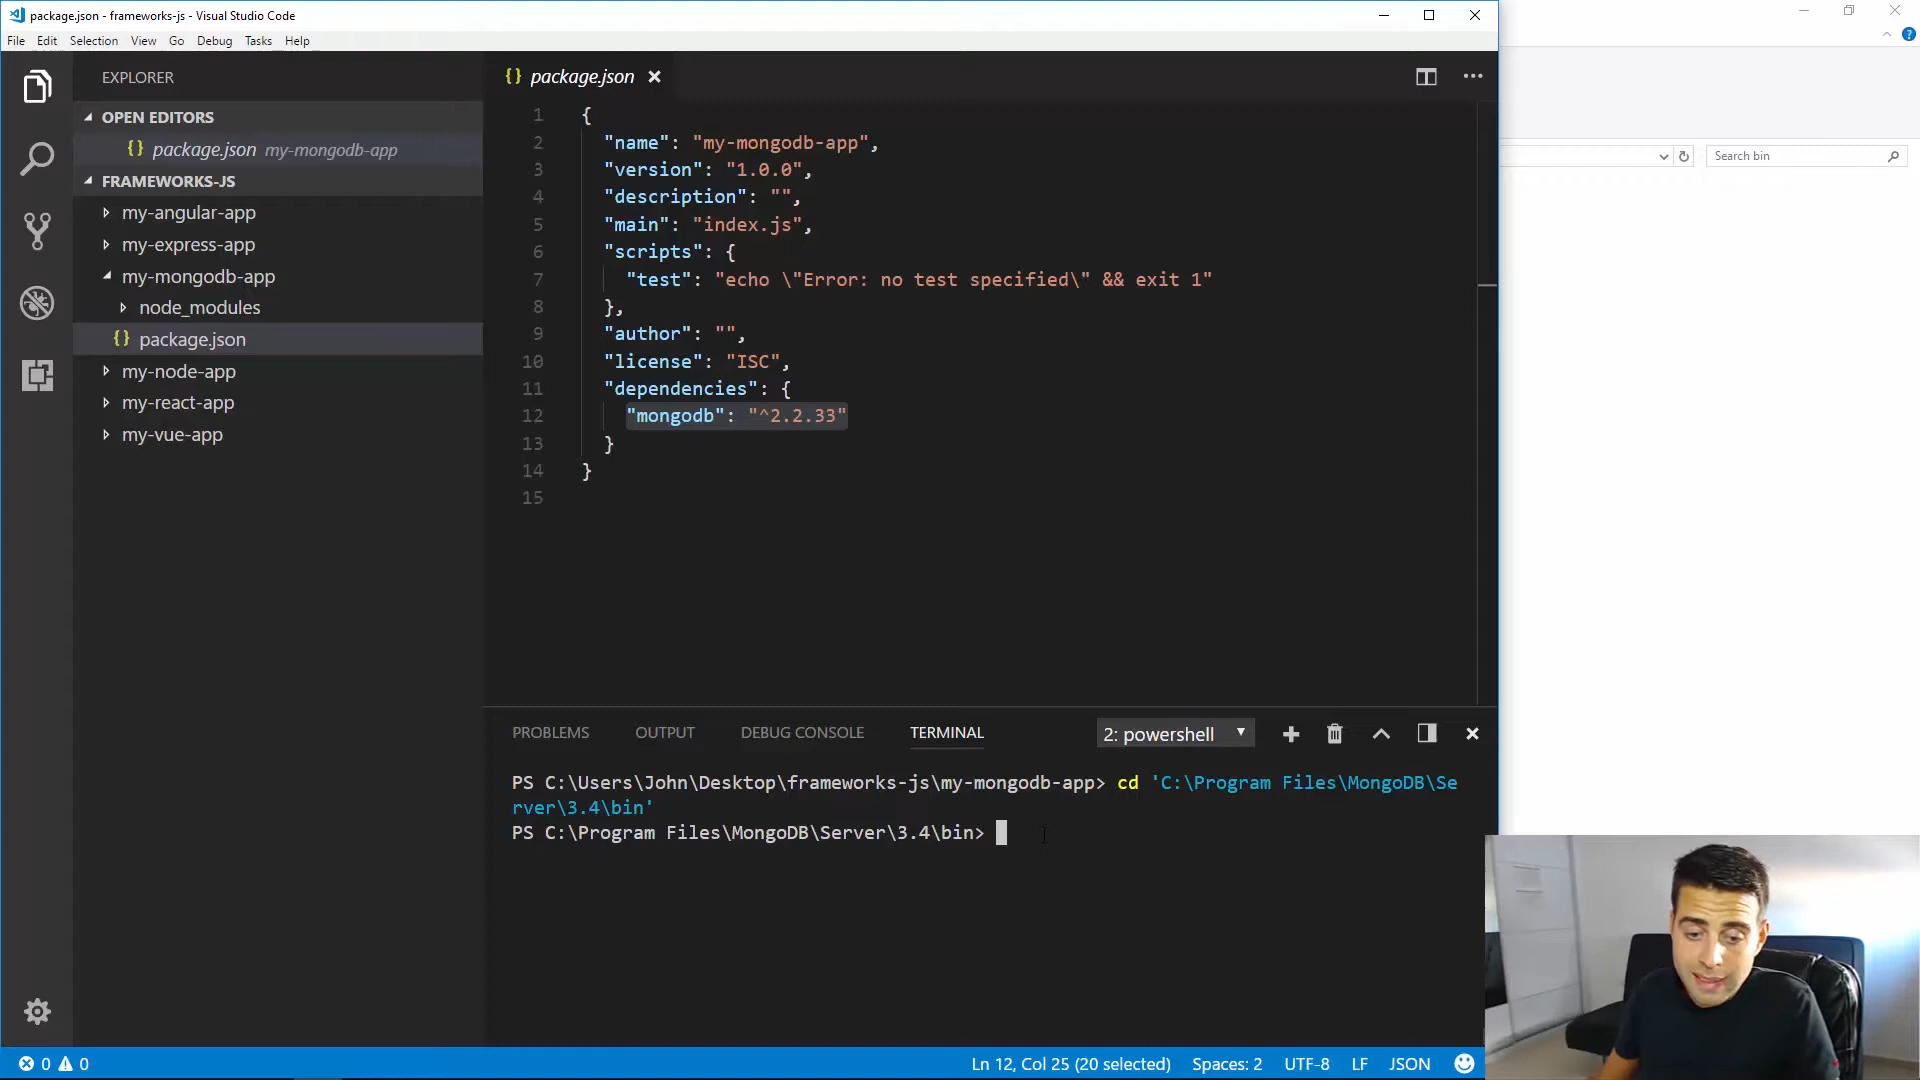 package.json - frameworks-js - Visual Studio Code
File Edit Selection View Go Debug Tasks Help
EXPLORER
OPEN EDITORS
{} package.json my-mongodb-app
FRAMEWORKS-JS
my-angular-app
my-express-app
my-mongodb-app
node_modules
{} package.json
my-node-app
my-react-app
my-vue-app
{} package.json
1 {
2 "name": "my-mongodb-app",
3 "version": "1.0.0",
4 "description": "",
5 "main": "index.js",
6 "scripts": {
7 "test": "echo \"Error: no test specified\" && exit 1"
8 },
9 "author": "",
10 "license": "ISC",
11 "dependencies": {
12 "mongodb": "^2.2.33"
13 }
14 }
15
Search bin
PROBLEMS OUTPUT DEBUG CONSOLE TERMINAL 2: powershell
PS C:\Users\John\Desktop\frameworks-js\my-mongodb-app> cd 'C:\Program Files\MongoDB\Se
rver\3.4\bin'
PS C:\Program Files\MongoDB\Server\3.4\bin>
0 0 Ln 12, Col 25 (20 selected) Spaces: 2 UTF-8 LF JSON